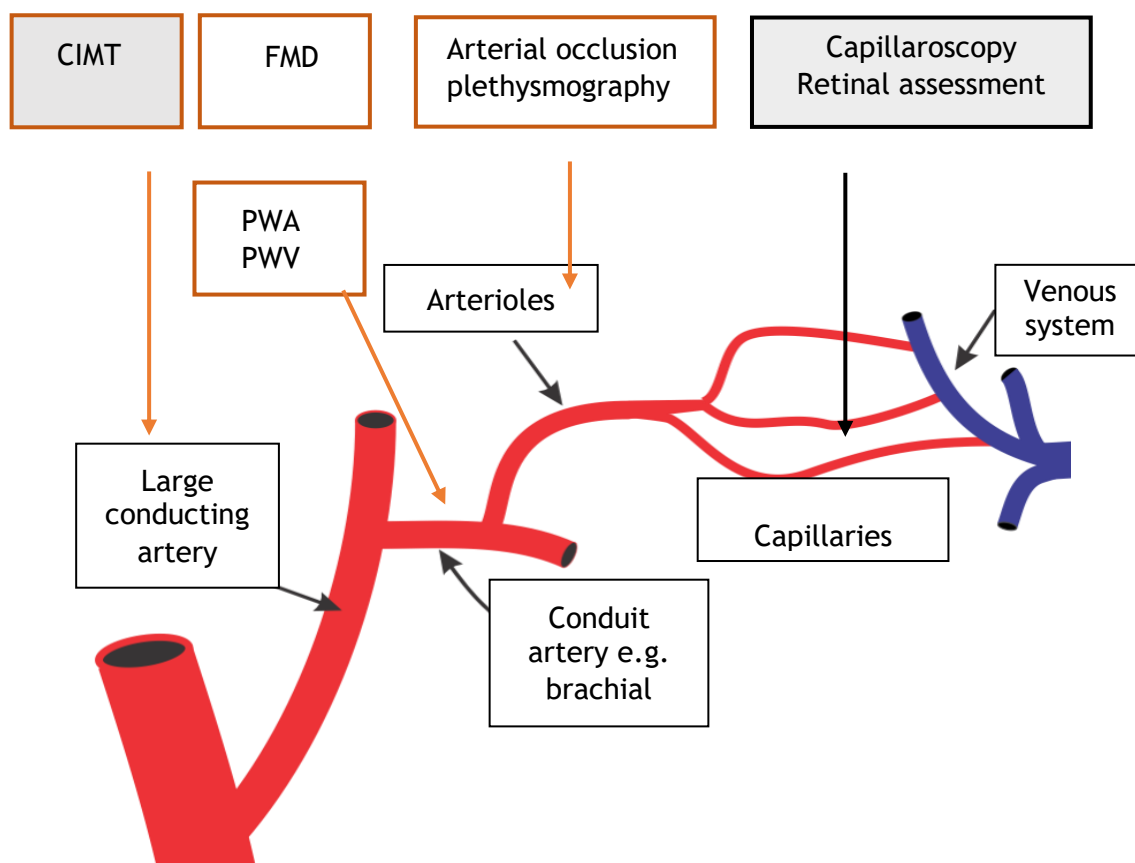 CIMT
FMD
Arterial occlusion
plethysmography
Capillaroscopy
Retinal assessment
PWA
PWV
Arterioles
Venous
system
Large
conducting
artery
Capillaries
Conduit
artery e.g.
brachial